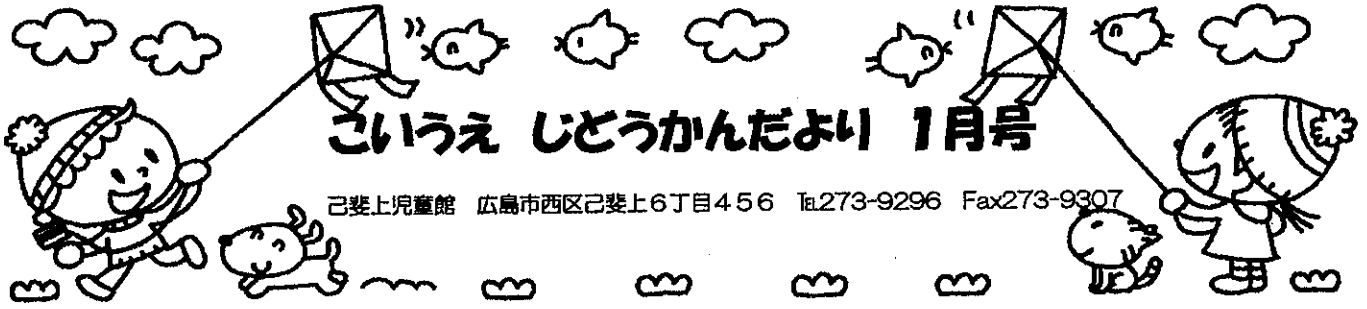 こいうえ じどうかんだより 1月号
己斐上児童館 広島市西区己斐上6丁目456 ℡273-9296 Fax273-9307